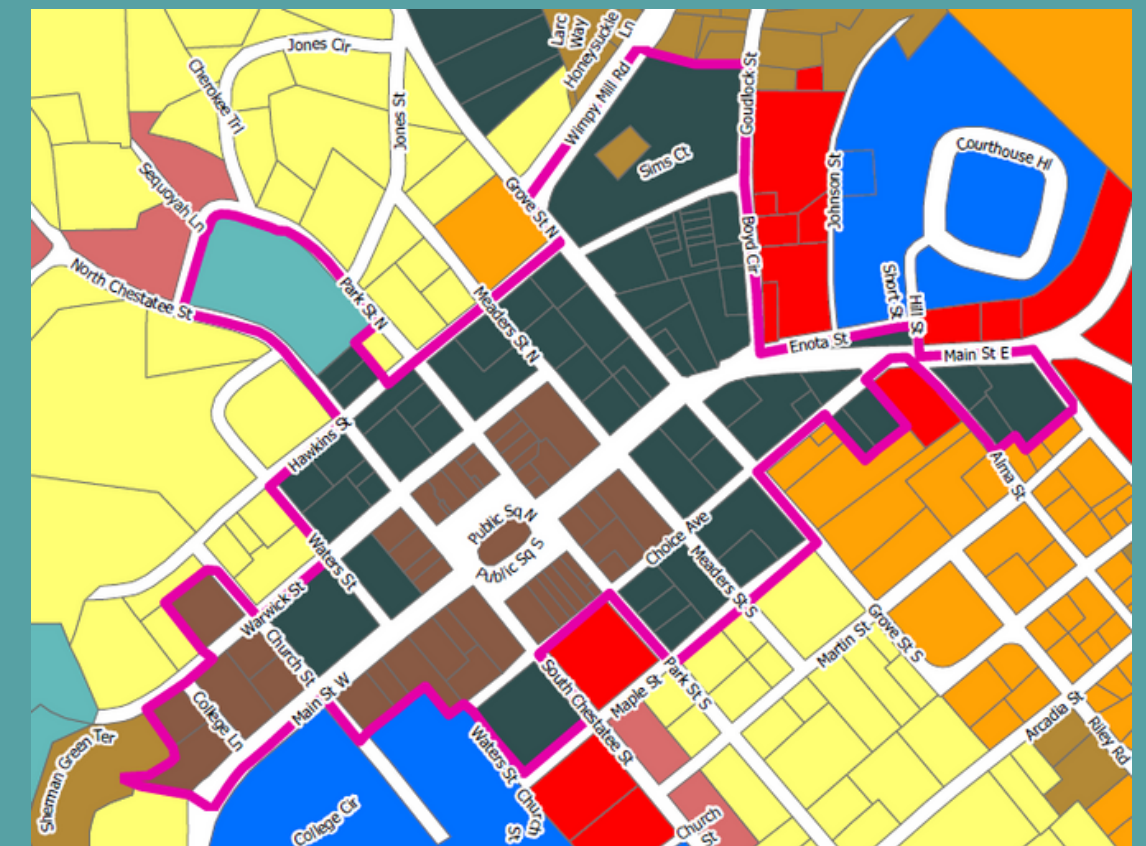 Larc
Way
Honeysuckle
Ln
Jones Cir
Cherokee Trl
Jones St
Wimpy Mill Rd
Goudlock St
Sims Ct
Courthouse Hl
Sequoyah Ln
Grove St N
Johnson St
Boyd Cir
North Chestatee St
Park St N
Meaders St N
Short St
Hill St
Enota St
Main St E
Hawkins St
Alma St
Public Sq N
Public Sq S
Choice Ave
Waters St
Meaders St S
Warwick St
Church St
Grove St S
Martin St
Park St S
Main St W
South Chestatee St
Maple St
College Ln
Arcadia St
Riley Rd
Sherman Green Ter
Waters St
Church
St
College Cir
Church
St